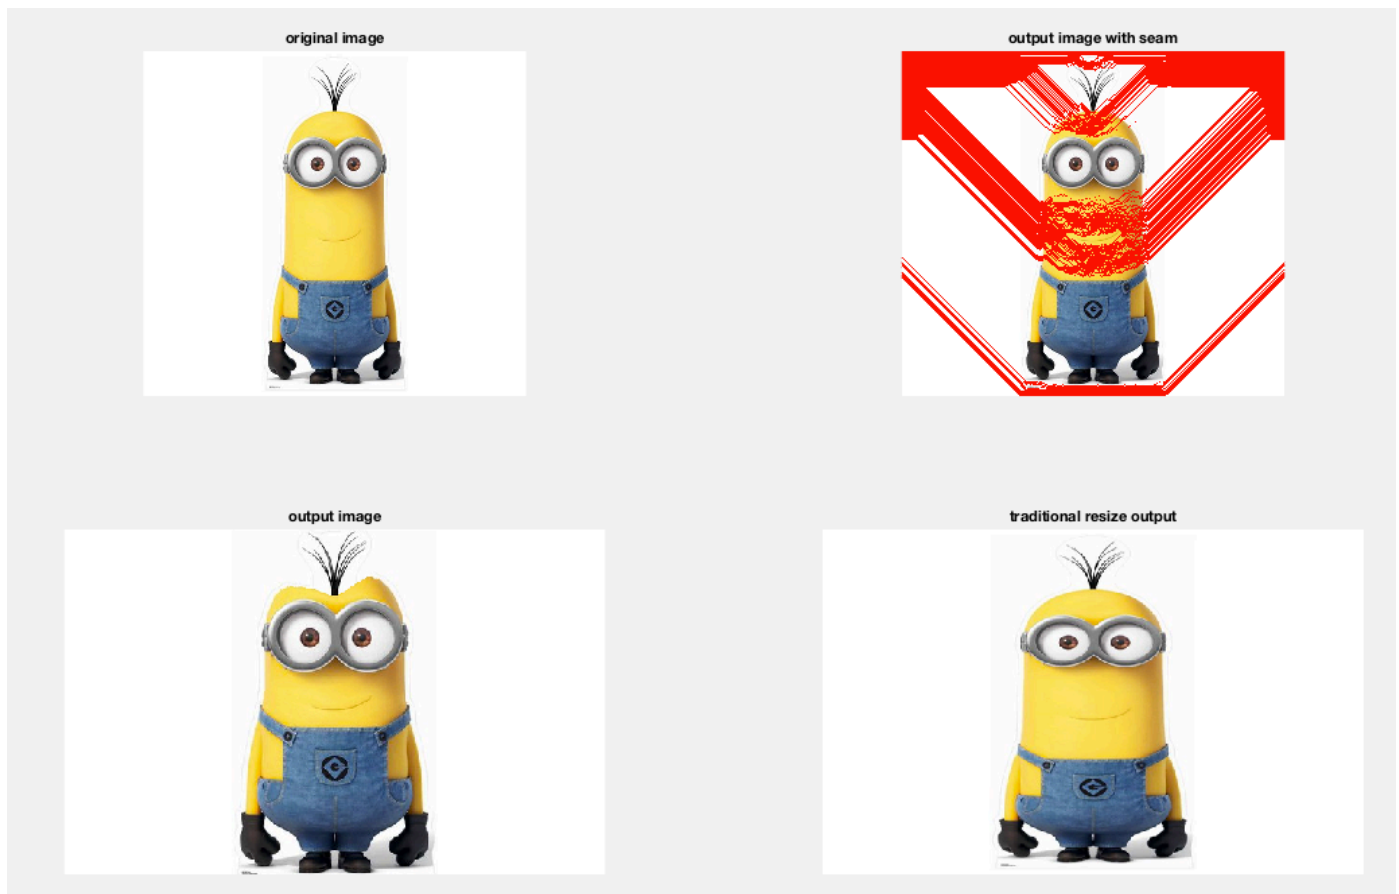 original image
output image with seam
output image
traditional resize output